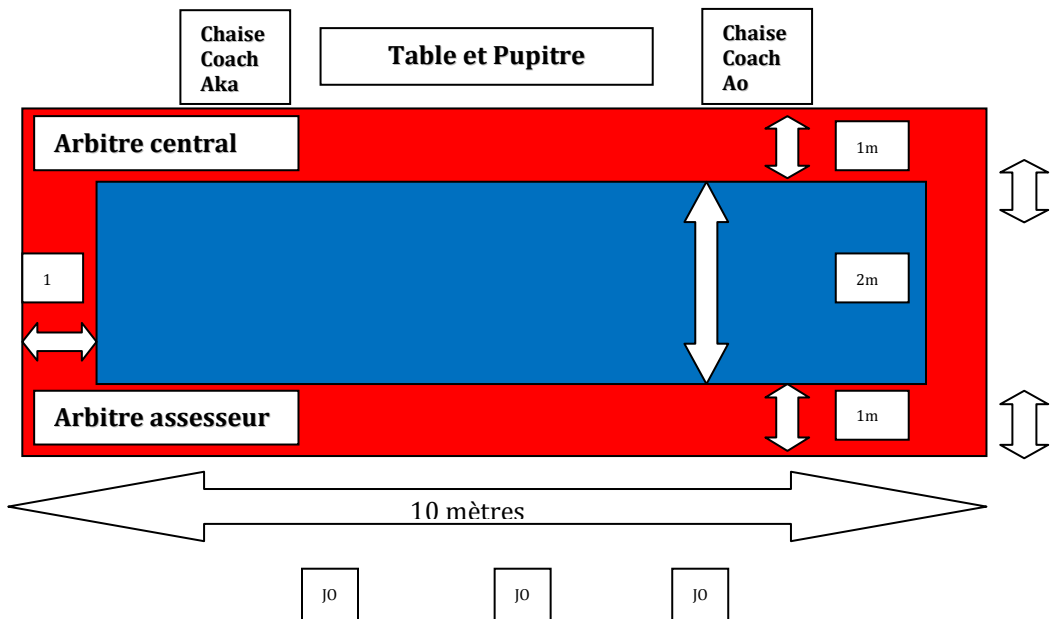 Chaise
Coach
Aka
Table et Pupitre
Chaise
Coach
Ao
Arbitre central
1m
1
2m
Arbitre assesseur
1m
10 mètres
JO
JO
JO